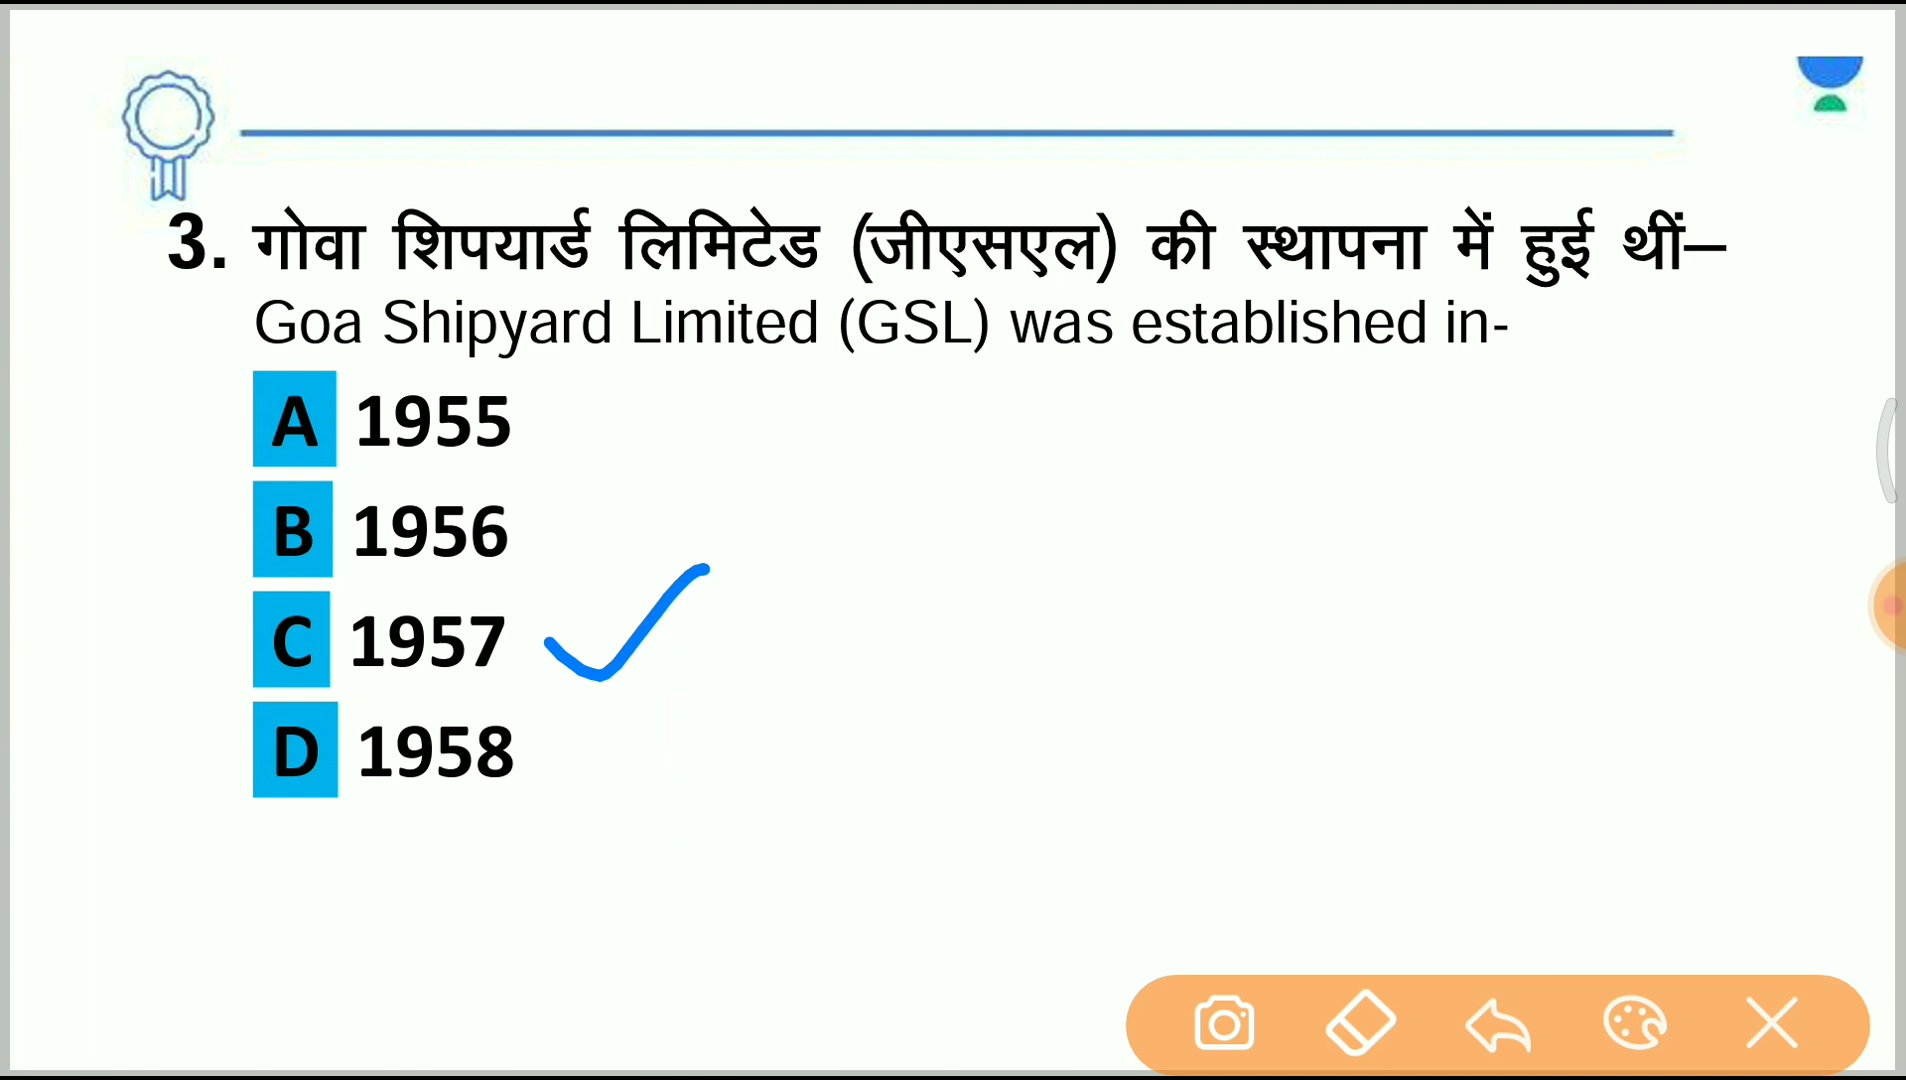 3. गोवा शिपयार्ड लिमिटेड (जीएसएल) की स्थापना में हुई थीं–
Goa Shipyard Limited (GSL) was established in-
A 1955
B 1956
C 1957
D 1958